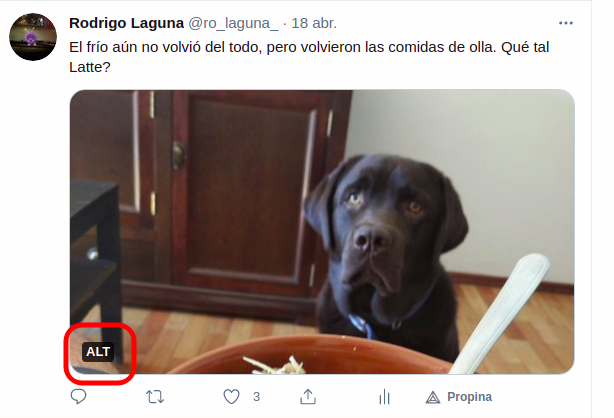 Rodrigo Laguna @ro_laguna_ · 18 abr.
El frío aún no volvió del todo, pero volvieron las comidas de olla. Qué tal
Latte?
ALT
3
Propina